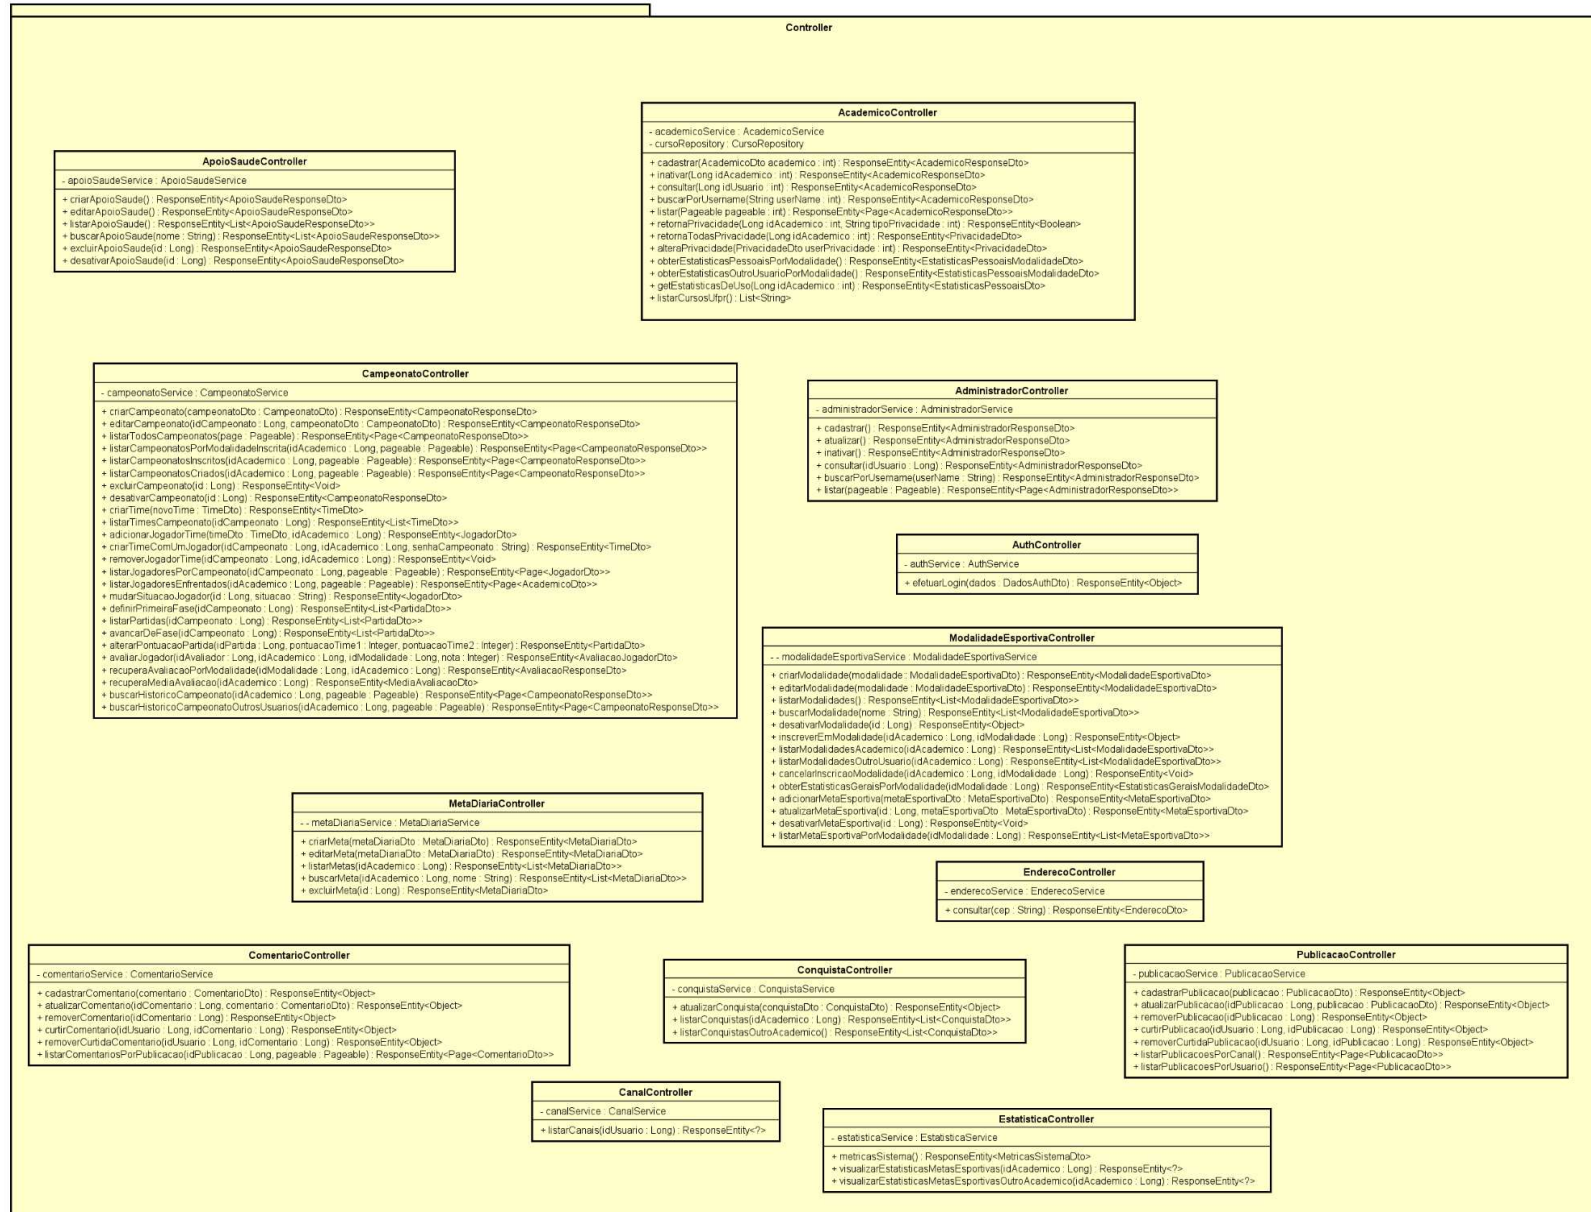 Controller
AcademicoController
- academicoService : AcademicoService
- cursoRepository : CursoRepository
+ cadastrar(AcademicoDto academico : int) : ResponseEntity<AcademicoResponseDto>
+ inativar(Long idAcademico : int) : ResponseEntity<AcademicoResponseDto>
+ consultar(Long idUsuario : int) : ResponseEntity<AcademicoResponseDto>
+ buscarPorUsername(String userName : int) : ResponseEntity<AcademicoResponseDto>
+ listar(Pageable pageable : int) : ResponseEntity<Page<AcademicoResponseDto>>
+ retornaPrivacidade(Long idAcademico : int, String tipoPrivacidade : int) : ResponseEntity<Boolean>
+ retornaTodasPrivacidade(Long idAcademico : int) : ResponseEntity<PrivacidadeDto>
+ alteraPrivacidade(PrivacidadeDto userPrivacidade : int) : ResponseEntity<PrivacidadeDto>
+ obterEstatisticasPessoaisPorModalidade() : ResponseEntity<EstatisticasPessoaisModalidadeDto>
+ obterEstatisticasOutroUsuarioPorModalidade() : ResponseEntity<EstatisticasPessoaisModalidadeDto>
+ getEstatisticasDeUso(Long idAcademico : int) : ResponseEntity<EstatisticasPessoaisDto>
+ listarCursosUfpr() : List<String>
ApoioSaudeController
- apoioSaudeService : ApoioSaudeService
+ criarApoioSaude() : ResponseEntity<ApoioSaudeResponseDto>
+ editarApoioSaude() : ResponseEntity<ApoioSaudeResponseDto>
+ listarApoioSaude() : ResponseEntity<List<ApoioSaudeResponseDto>>
+ buscarApoioSaude(nome : String) : ResponseEntity<List<ApoioSaudeResponseDto>>
+ excluirApoioSaude(id : Long) : ResponseEntity<ApoioSaudeResponseDto>
+ desativarApoioSaude(id : Long) : ResponseEntity<ApoioSaudeResponseDto>
CampeonatoController
- campeonatoService : CampeonatoService
+ criarCampeonato(campeonatoDto : CampeonatoDto) : ResponseEntity<CampeonatoResponseDto>
+ editarCampeonato(idCampeonato : Long, campeonatoDto : CampeonatoDto) : ResponseEntity<CampeonatoResponseDto>
+ listarTodosCampeonatos(page : Pageable) : ResponseEntity<Page<CampeonatoResponseDto>>
+ listarCampeonatosPorModalidadeInscrita(idAcademico : Long, pageable : Pageable) : ResponseEntity<Page<CampeonatoResponseDto>>
+ listarCampeonatosInscritos(idAcademico : Long, pageable : Pageable) : ResponseEntity<Page<CampeonatoResponseDto>>
+ listarCampeonatosCriados(idAcademico : Long, pageable : Pageable) : ResponseEntity<Page<CampeonatoResponseDto>>
+ excluirCampeonato(id : Long) : ResponseEntity<Void>
+ desativarCampeonato(id : Long) : ResponseEntity<CampeonatoResponseDto>
+ criarTime(novoTime : TimeDto) : ResponseEntity<TimeDto>
+ listarTimesCampeonato(idCampeonato : Long) : ResponseEntity<List<TimeDto>>
+ adicionarJogadorTime(timeDto : TimeDto, idAcademico : Long) : ResponseEntity<JogadorDto>
+ criarTimeComUmJogador(idCampeonato : Long, idAcademico : Long, senhaCampeonato : String) : ResponseEntity<TimeDto>
+ removerJogadorTime(idCampeonato : Long, idAcademico : Long) : ResponseEntity<Void>
+ listarJogadoresPorCampeonato(idCampeonato : Long, pageable : Pageable) : ResponseEntity<Page<JogadorDto>>
+ listarJogadoresEnfrentados(idAcademico : Long, pageable : Pageable) : ResponseEntity<Page<AcademicoDto>>
+ mudarSituacaoJogador(id : Long, situacao : String) : ResponseEntity<JogadorDto>
+ definirPrimeiraFase(idCampeonato : Long) : ResponseEntity<List<PartidaDto>>
+ listarPartidas(idCampeonato : Long) : ResponseEntity<List<PartidaDto>>
+ avancarDeFase(idCampeonato : Long) : ResponseEntity<List<PartidaDto>>
+ alterarPontuacaoPartida(idPartida : Long, pontuacaoTime1 : Integer, pontuacaoTime2 : Integer) : ResponseEntity<PartidaDto>
+ avaliarJogador(idAvaliador : Long, idAcademico : Long, idModalidade : Long, nota : Integer) : ResponseEntity<AvaliacaoJogadorDto>
+ recuperaAvaliacaoPorModalidade(idModalidade : Long, idAcademico : Long) : ResponseEntity<AvaliacaoResponseDto>
+ recuperaMediaAvaliacao(idAcademico : Long) : ResponseEntity<MediaAvaliacaoDto>
+ buscarHistoricoCampeonato(idAcademico : Long, pageable : Pageable) : ResponseEntity<Page<CampeonatoResponseDto>>
+ buscarHistoricoCampeonatoOutrosUsuarios(idAcademico : Long, pageable : Pageable) : ResponseEntity<Page<CampeonatoResponseDto>>
AdministradorController
- administradorService : AdministradorService
+ cadastrar() : ResponseEntity<AdministradorResponseDto>
+ atualizar() : ResponseEntity<AdministradorResponseDto>
+ inativar() : ResponseEntity<AdministradorResponseDto>
+ consultar(idUsuario : Long) : ResponseEntity<AdministradorResponseDto>
+ buscarPorUsername(userName : String) : ResponseEntity<AdministradorResponseDto>
+ listar(pageable : Pageable) : ResponseEntity<Page<AdministradorResponseDto>>
AuthController
- authService : AuthService
+ efetuarLogin(dados : DadosAuthDto) : ResponseEntity<Object>
ModalidadeEsportivaController
- - modalidadeEsportivaService : ModalidadeEsportivaService
+ criarModalidade(modalidade : ModalidadeEsportivaDto) : ResponseEntity<ModalidadeEsportivaDto>
+ editarModalidade(modalidade : ModalidadeEsportivaDto) : ResponseEntity<ModalidadeEsportivaDto>
+ listarModalidades() : ResponseEntity<List<ModalidadeEsportivaDto>>
+ buscarModalidade(nome : String) : ResponseEntity<List<ModalidadeEsportivaDto>>
+ desativarModalidade(id : Long) : ResponseEntity<Object>
+ inscreverEmModalidade(idAcademico : Long, idModalidade : Long) : ResponseEntity<Object>
+ listarModalidadesAcademico(idAcademico : Long) : ResponseEntity<List<ModalidadeEsportivaDto>>
+ listarModalidadesOutroUsuario(idAcademico : Long) : ResponseEntity<List<ModalidadeEsportivaDto>>
+ cancelarInscricaoModalidade(idAcademico : Long, idModalidade : Long) : ResponseEntity<Void>
+ obterEstatisticasGeraisPorModalidade(idModalidade : Long) : ResponseEntity<EstatisticasGeraisModalidadeDto>
+ adicionarMetaEsportiva(metaEsportivaDto : MetaEsportivaDto) : ResponseEntity<MetaEsportivaDto>
+ atualizarMetaEsportiva(id : Long, metaEsportivaDto : MetaEsportivaDto) : ResponseEntity<MetaEsportivaDto>
+ desativarMetaEsportiva(id : Long) : ResponseEntity<Void>
+ listarMetaEsportivaPorModalidade(idModalidade : Long) : ResponseEntity<List<MetaEsportivaDto>>
MetaDiariaController
- - metaDiariaService : MetaDiariaService
+ criarMeta(metaDiariaDto : MetaDiariaDto) : ResponseEntity<MetaDiariaDto>
+ editarMeta(metaDiariaDto : MetaDiariaDto) : ResponseEntity<MetaDiariaDto>
+ listarMetas(idAcademico : Long) : ResponseEntity<List<MetaDiariaDto>>
+ buscarMeta(idAcademico : Long, nome : String) : ResponseEntity<List<MetaDiariaDto>>
+ excluirMeta(id : Long) : ResponseEntity<MetaDiariaDto>
EnderecoController
- enderecoService : EnderecoService
+ consultar(cep : String) : ResponseEntity<EnderecoDto>
ComentarioController
- comentarioService : ComentarioService
+ cadastrarComentario(comentario : ComentarioDto) : ResponseEntity<Object>
+ atualizarComentario(idComentario : Long, comentario : ComentarioDto) : ResponseEntity<Object>
+ removerComentario(idComentario : Long) : ResponseEntity<Object>
+ curtirComentario(idUsuario : Long, idComentario : Long) : ResponseEntity<Object>
+ removerCurtidaComentario(idUsuario : Long, idComentario : Long) : ResponseEntity<Object>
+ listarComentariosPorPublicacao(idPublicacao : Long, pageable : Pageable) : ResponseEntity<Page<ComentarioDto>>
ConquistaController
- conquistaService : ConquistaService
+ atualizarConquista(conquistaDto : ConquistaDto) : ResponseEntity<Object>
+ listarConquistas(idAcademico : Long) : ResponseEntity<List<ConquistaDto>>
+ listarConquistasOutroAcademico() : ResponseEntity<List<ConquistaDto>>
PublicacaoController
- publicacaoService : PublicacaoService
+ cadastrarPublicacao(publicacao : PublicacaoDto) : ResponseEntity<Object>
+ atualizarPublicacao(idPublicacao : Long, publicacao : PublicacaoDto) : ResponseEntity<Object>
+ removerPublicacao(idPublicacao : Long) : ResponseEntity<Object>
+ curtirPublicacao(idUsuario : Long, idPublicacao : Long) : ResponseEntity<Object>
+ removerCurtidaPublicacao(idUsuario : Long, idPublicacao : Long) : ResponseEntity<Object>
+ listarPublicacoesPorCanal() : ResponseEntity<Page<PublicacaoDto>>
+ listarPublicacoesPorUsuario() : ResponseEntity<Page<PublicacaoDto>>
CanalController
- canalService : CanalService
+ listarCanais(idUsuario : Long) : ResponseEntity<?>
EstatisticaController
- estatisticaService : EstatisticaService
+ metricasSistema() : ResponseEntity<MetricasSistemaDto>
+ visualizarEstatisticasMetasEsportivas(idAcademico : Long) : ResponseEntity<?>
+ visualizarEstatisticasMetasEsportivasOutroAcademico(idAcademico : Long) : ResponseEntity<?>